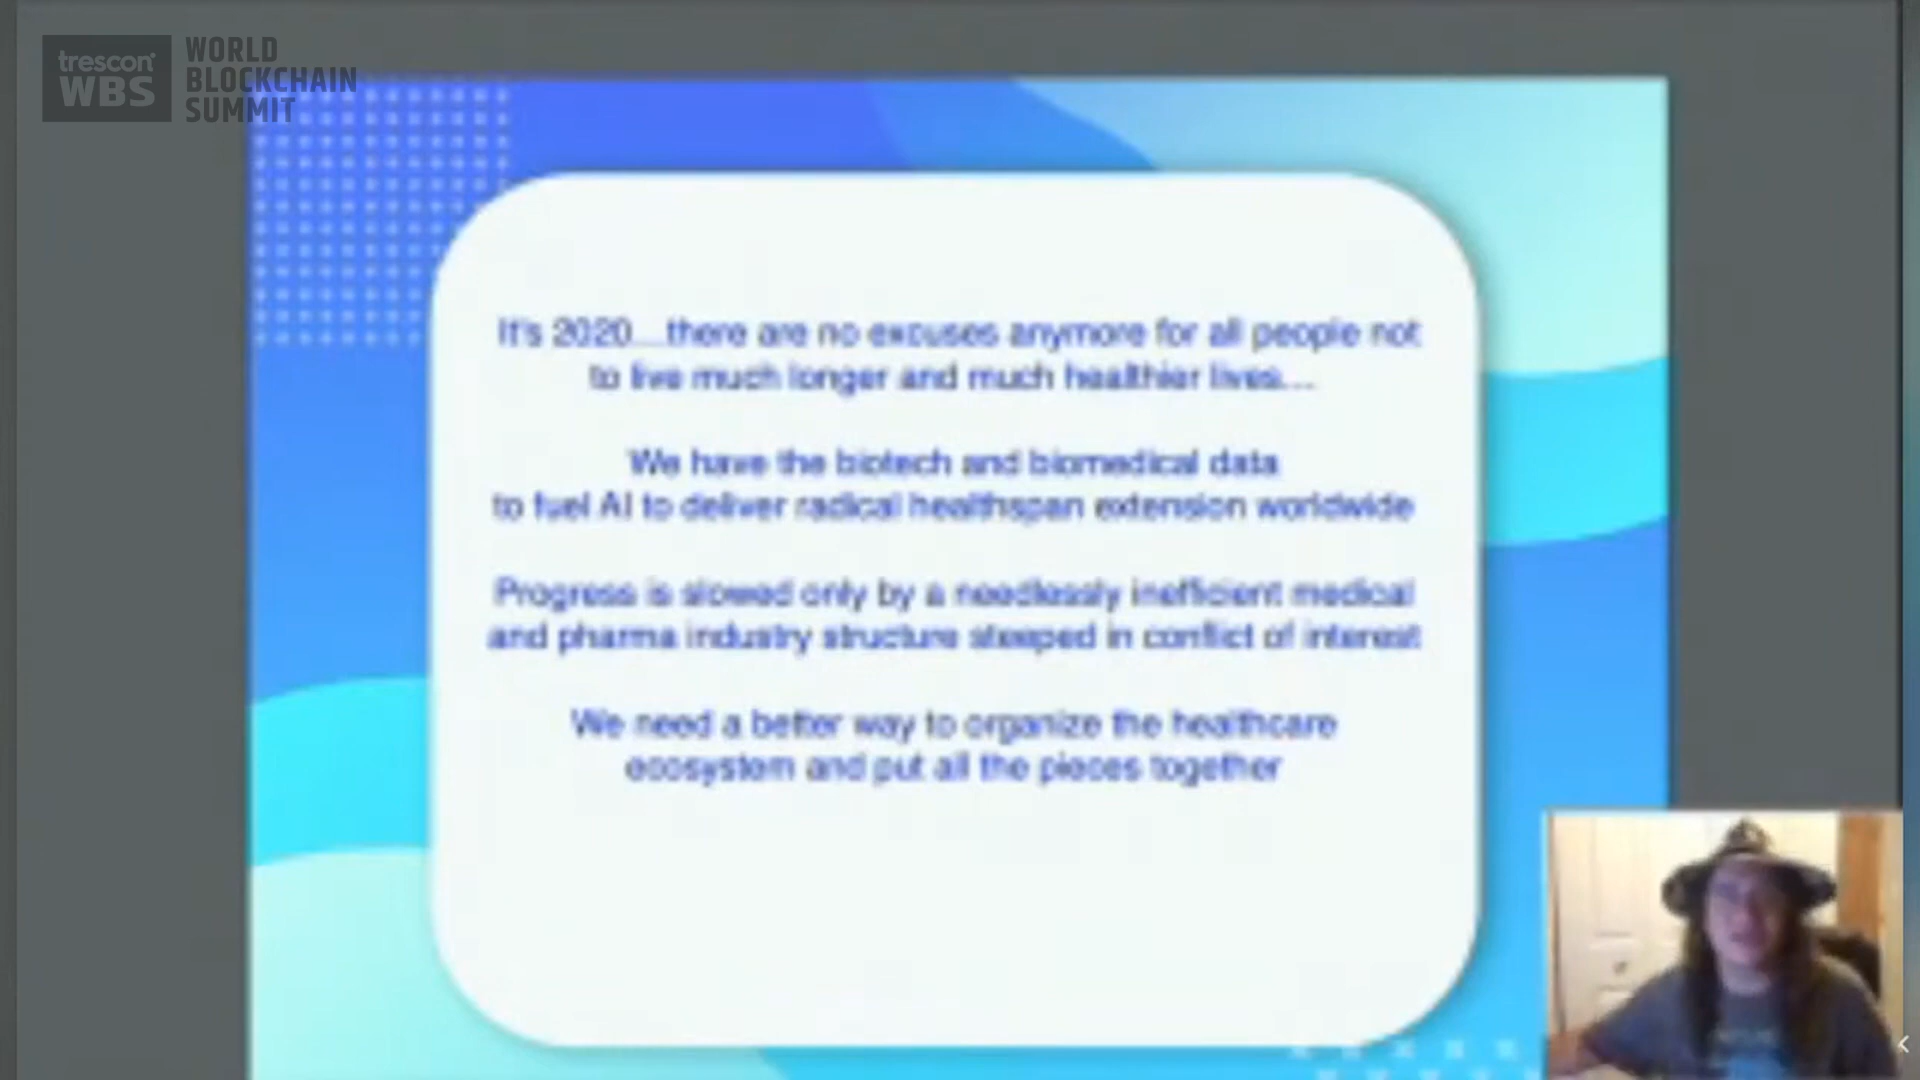 trescon
WBS
WORLD
BLOCKCHAIN
SUMMIT
It's 2020....there are no excuses anymore for all people not
to live much longer and much healthier lives....
We have the biotech and biomedical data
to fuel AI to deliver radical healthspan extension worldwide
Progress is slowed only by a needlessly inefficient medical
and pharma industry structure steeped in conflict of interest
We need a better way to organize the healthcare
ecosystem and put all the pieces together